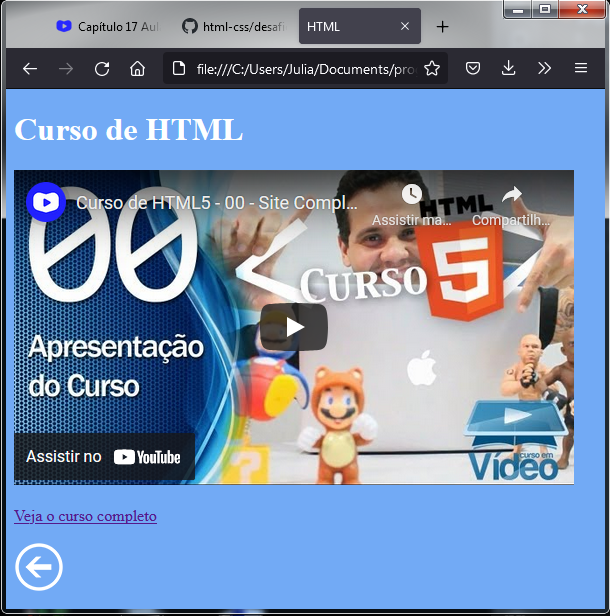 Capítulo 17 Aul
html-css/desafi
HTML
file:///C:/Users/Julia/Documents/pro
Curso de HTML
Curso de HTML5 - 00 - Site Compl...
Assistir ma...
Compartilh...
00
HTML
CURSO
5
Apresentação
do Curso
Assistir no YouTube
curso em
Vídeo
Veja o curso completo